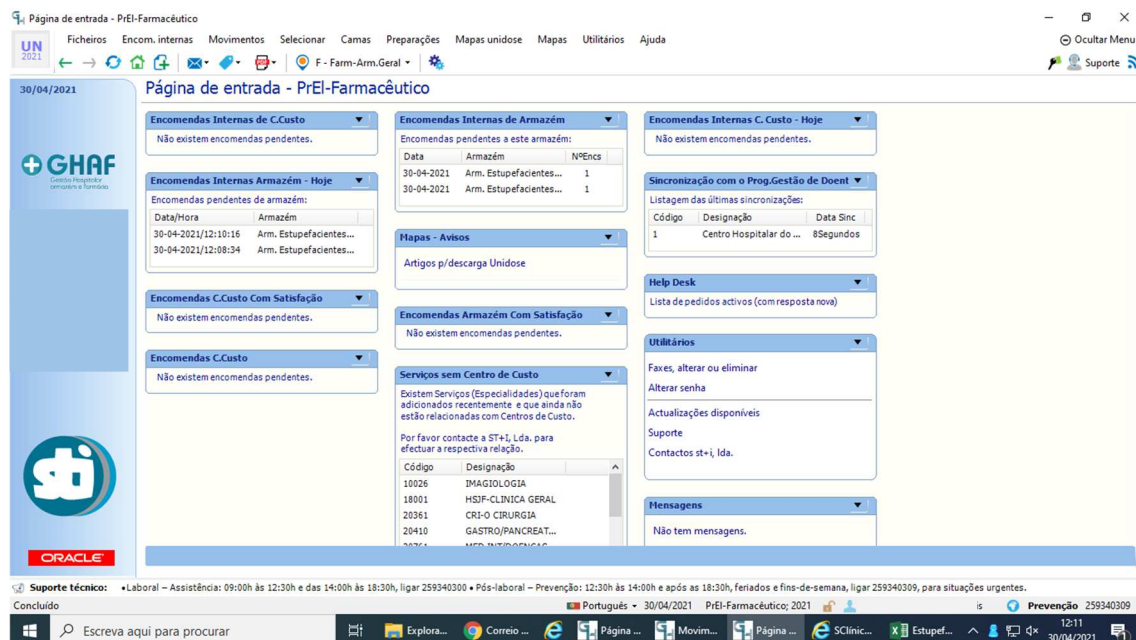 Página de entrada - PrEl-Farmacêutico
UN 2021
Ficheiros Encom. internas Movimentos Selecionar Camas Preparações Mapas unidose Mapas Utilitários Ajuda
Ocultar Menu
F - Farm-Arm.Geral
Suporte
30/04/2021
Página de entrada - PrEl-Farmacêutico
GHAF
Encomendas Internas de C.Custo
Não existem encomendas pendentes.
Encomendas Internas Armazém - Hoje
Encomendas pendentes de armazém:
Data/Hora Armazém
30-04-2021/12:10:16 Arm. Estupefacientes...
30-04-2021/12:08:34 Arm. Estupefacientes...
Encomendas C.Custo Com Satisfação
Não existem encomendas pendentes.
Encomendas C.Custo
Não existem encomendas pendentes.
Encomendas Internas de Armazém
Encomendas pendentes a este armazém:
Data Armazém NºEncs
30-04-2021 Arm. Estupefacientes... 1
30-04-2021 Arm. Estupefacientes... 1
Mapas - Avisos
Artigos p/descarga Unidose
Encomendas Armazém Com Satisfação
Não existem encomendas pendentes.
Serviços sem Centro de Custo
Existem Serviços (Especialidades) que foram
adicionados recentemente e que ainda não
estão relacionadas com Centros de Custo.
Por favor contacte a ST+I, Lda. para
efectuar a respectiva relação.
Código Designação
10026 IMAGIOLOGIA
18001 HSJF-CLINICA GERAL
20361 CRI-O CIRURGIA
20410 GASTRO/PANCREAT...
Encomendas Internas C. Custo - Hoje
Não existem encomendas pendentes.
Sincronização com o Prog.Gestão de Doent
Listagem das últimas sincronizações:
Código Designação Data Sinc
1 Centro Hospitalar do ... 8Segundos
Help Desk
Lista de pedidos activos (com resposta nova)
Utilitários
Faxes, alterar ou eliminar
Alterar senha
Actualizações disponíveis
Suporte
Contactos st+i, lda.
Mensagens
Não tem mensagens.
sti
ORACLE
Suporte técnico: •Laboral – Assistência: 09:00h às 12:30h e das 14:00h às 18:30h, ligar 259340300 • Pós-laboral – Prevenção: 12:30h às 14:00h e após as 18:30h, feriados e fins-de-semana, ligar 259340309, para situações urgentes.
Concluído Português 30/04/2021 PrEl-Farmacêutico; 2021 is Prevenção 259340309
Escreva aqui para procurar Explora... Correio ... Página ... Movim... Página ... SClínic... Estupef... 12:11
30/04/2021